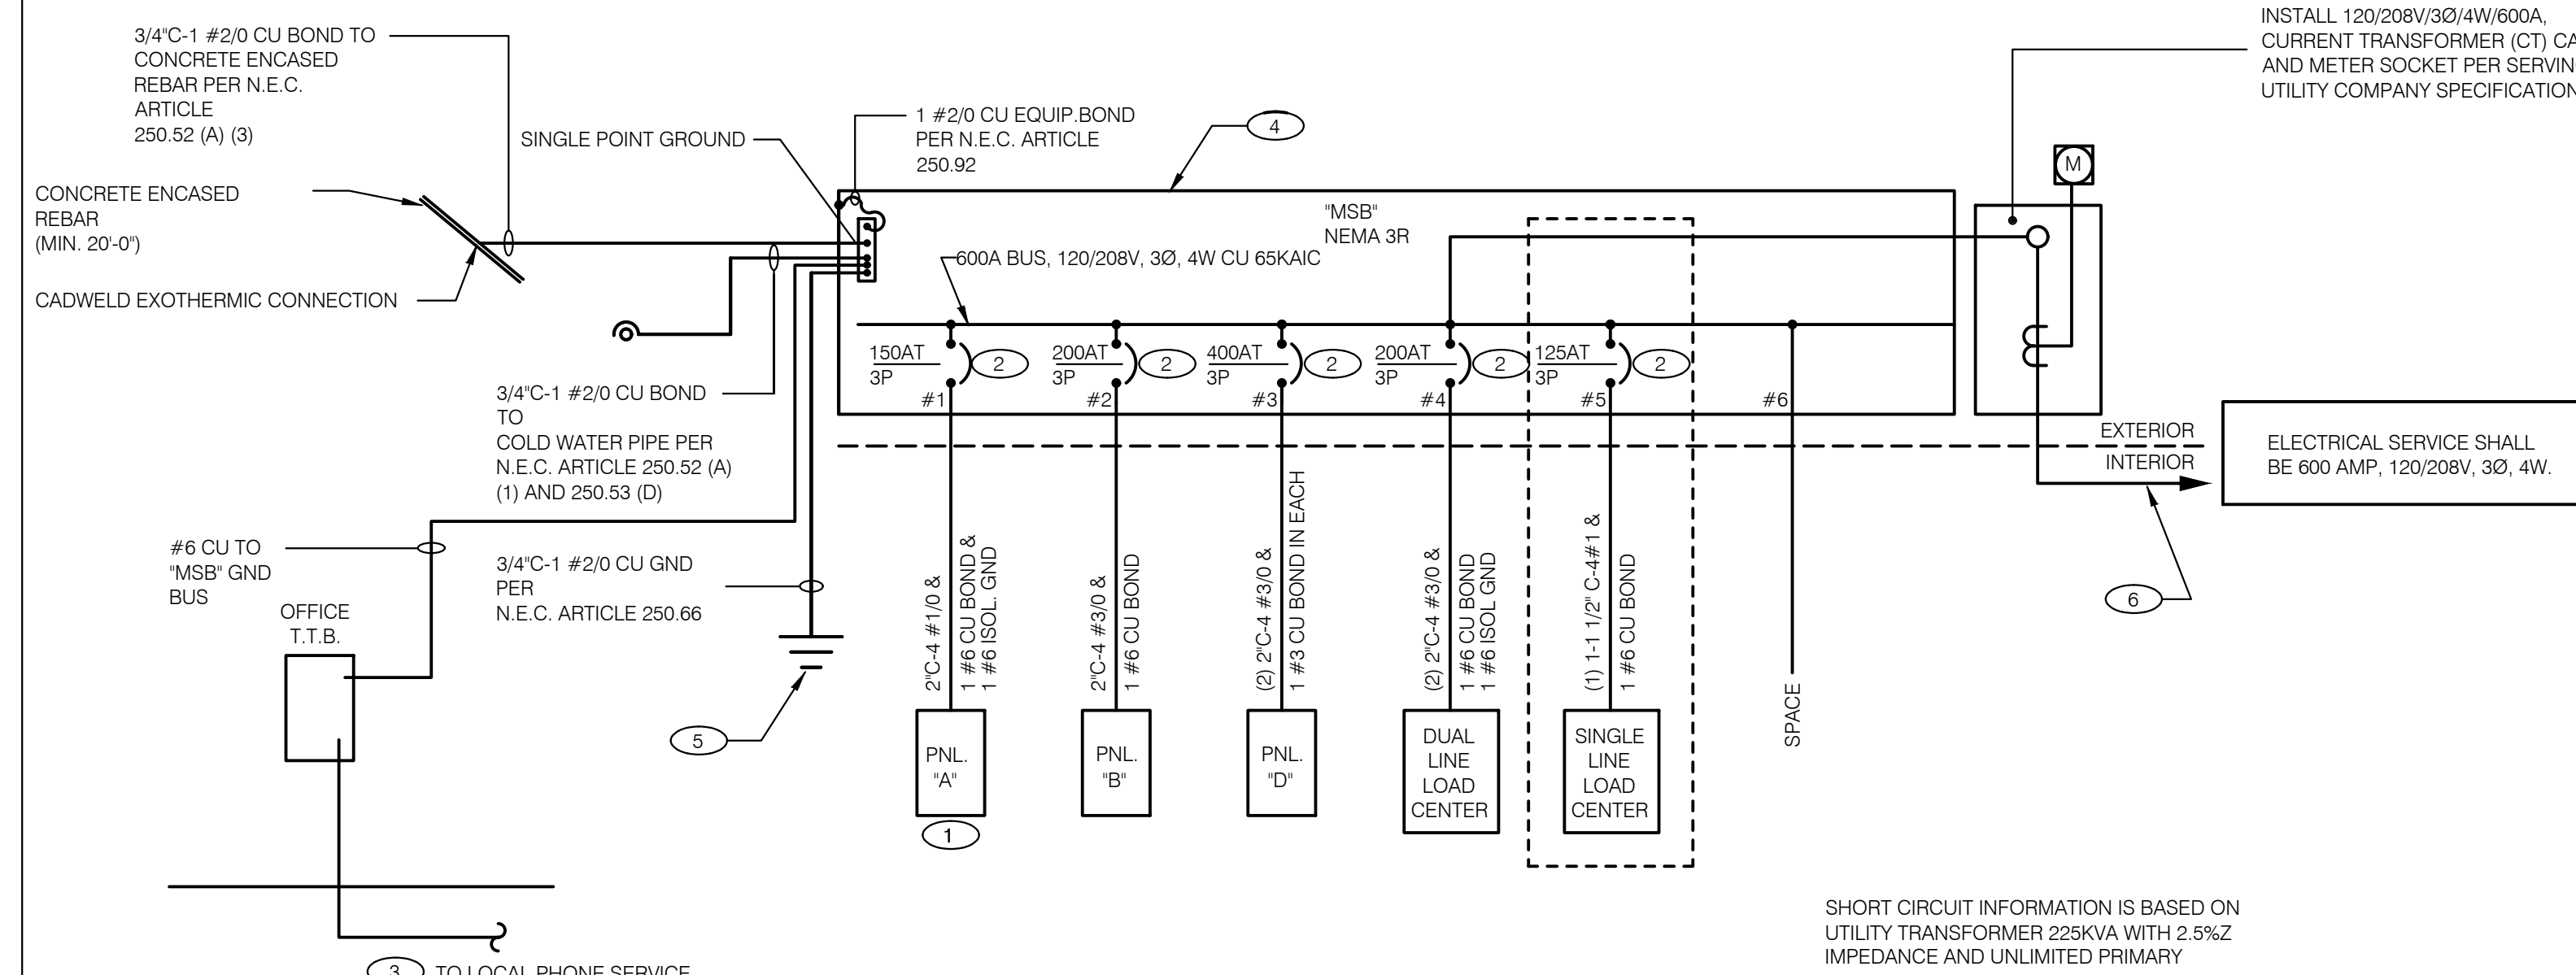 3/4"C-1 #2/0 CU BOND TO
CONCRETE ENCASED
REBAR PER N.E.C.
ARTICLE
250.52 (A) (3)
SINGLE POINT GROUND
1 #2/0 CU EQUIP.BOND
PER N.E.C. ARTICLE
250.92
4
INSTALL 120/208V/3Ø/4W/600A,
CURRENT TRANSFORMER (CT) CA
AND METER SOCKET PER SERVIN
UTILITY COMPANY SPECIFICATION
M
CONCRETE ENCASED
REBAR
(MIN. 20'-0")
CADWELD EXOTHERMIC CONNECTION
"MSB"
NEMA 3R
600A BUS, 120/208V, 3Ø, 4W CU 65KAIC
150AT
3P
2
#1
200AT
3P
2
#2
400AT
3P
2
#3
200AT
3P
2
#4
125AT
3P
2
#5
#6
EXTERIOR
INTERIOR
ELECTRICAL SERVICE SHALL
BE 600 AMP, 120/208V, 3Ø, 4W.
6
3/4"C-1 #2/0 CU BOND
TO
COLD WATER PIPE PER
N.E.C. ARTICLE 250.52 (A)
(1) AND 250.53 (D)
#6 CU TO
"MSB" GND
BUS
OFFICE
T.T.B.
3/4"C-1 #2/0 CU GND
PER
N.E.C. ARTICLE 250.66
5
2"C-4 #1/0 &
1 #6 CU BOND &
1 #6 ISOL. GND
2"C-4 #3/0 &
1 #6 CU BOND
(2) 2"C-4 #3/0 &
1 #3 CU BOND IN EACH
(2) 2"C-4 #3/0 &
1 #6 CU BOND
1 #6 ISOL GND
(1) 1-1 1/2" C-4#1 &
1 #6 CU BOND
SPACE
PNL.
"A"
1
PNL.
"B"
PNL.
"D"
DUAL
LINE
LOAD
CENTER
SINGLE
LINE
LOAD
CENTER
3 TO LOCAL PHONE SERVICE
SHORT CIRCUIT INFORMATION IS BASED ON
UTILITY TRANSFORMER 225KVA WITH 2.5%Z
IMPEDANCE AND UNLIMITED PRIMARY